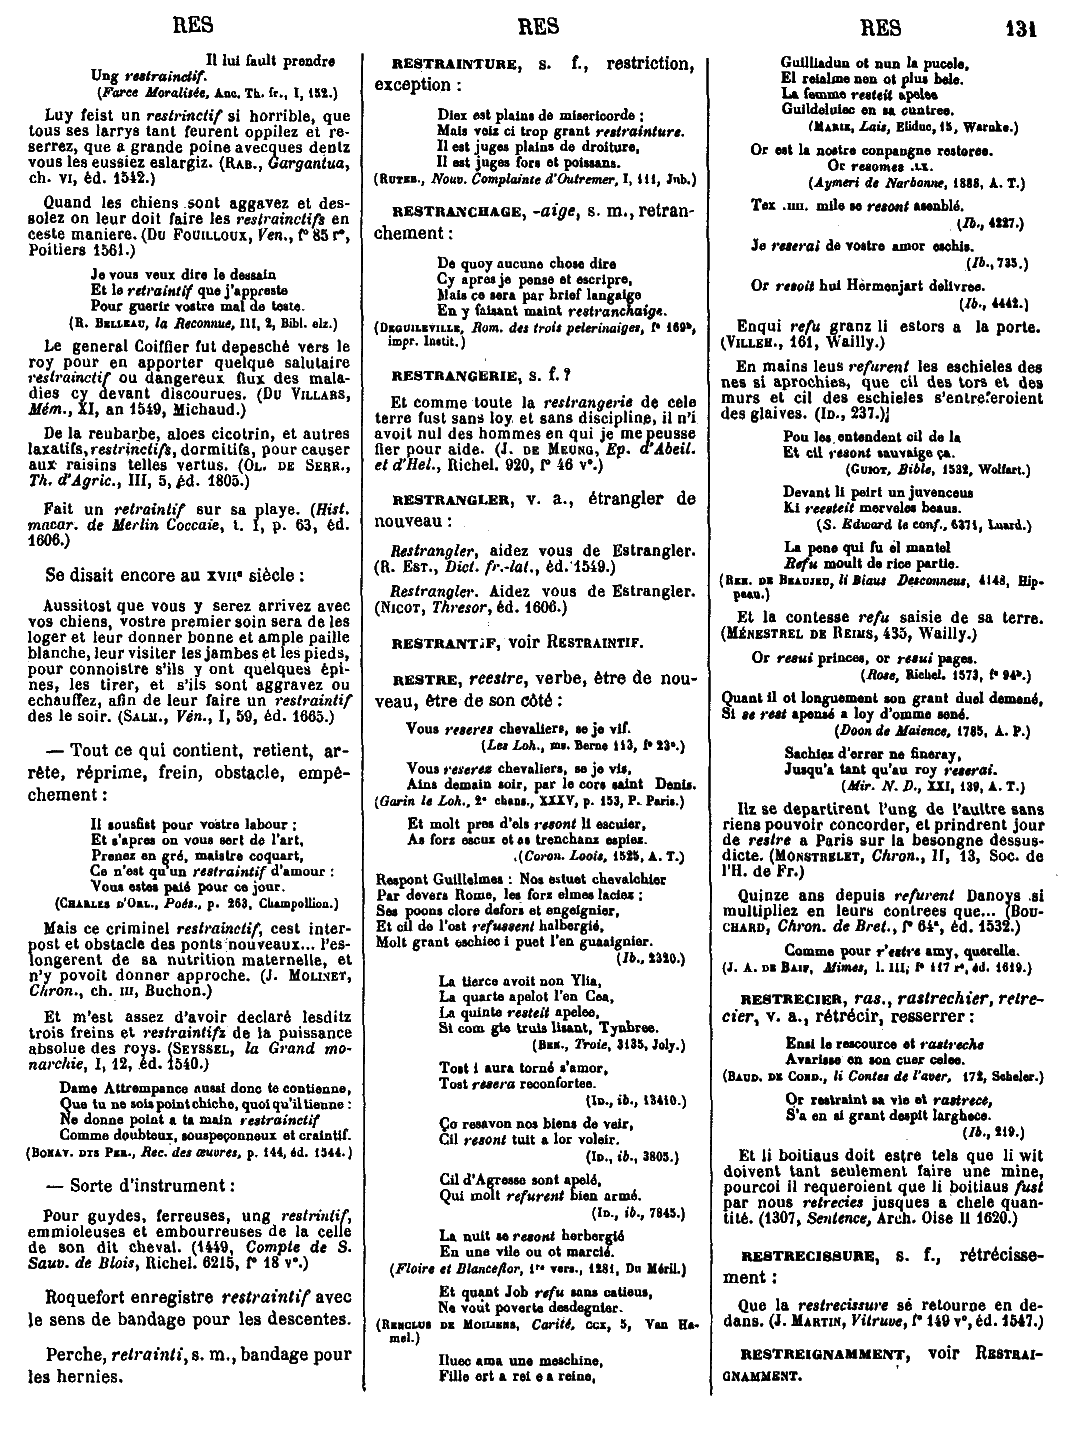 RES
RES
RES 131
Il lui fault prendre
Ung restrainctif.
(Farce Moralisée, Anc. Th. fr., I, 152.)
Luy feist un restrinctif si horrible, que
tous ses larrys tant feurent oppilez et re-
serrez, que a grande poine avecques dentz
vous les eussiez eslargiz. (RAB., Gargantua,
ch. VI, éd. 1542.)
Quand les chiens sont aggavez et des-
solez on leur doit faire les restrainctifs en
ceste maniere. (DU FOUILLOUX, Ven., f° 85 r°,
Poitiers 1561.)
Je vous veux dire le dessain
Et le retraintif que j'appreste
Pour guerir vostre mal de teste.
(R. BELLEAU, la Reconnue, III, 2, Bibl. elz.)
Le general Coiffier fut depesché vers le
roy pour en apporter quelque salutaire
restrainctif ou dangereux flux des mala-
dies cy devant discourues. (DU VILLARS,
Mém., XI, an 1549, Michaud.)
De la reubarbe, aloes cicotrin, et autres
laxatifs, restrinctifs, dormitifs, pour causer
aux raisins telles vertus. (OL. DE SERR.,
Th. d'Agric., III, 5, éd. 1805.)
Fait un retraintif sur sa playe. (Hist.
macar. de Merlin Coccaie, t. I, p. 63, éd.
1606.)
Se disait encore au XVIIe siècle :
Aussitost que vous y serez arrivez avec
vos chiens, vostre premier soin sera de les
loger et leur donner bonne et ample paille
blanche, leur visiter les jambes et les pieds,
pour connoistre s'ils y ont quelques épi-
nes, les tirer, et s'ils sont aggravez ou
echauffez, afin de leur faire un restraintif
des le soir. (SALN., Vén., I, 59, éd. 1665.)
— Tout ce qui contient, retient, ar-
rête, réprime, frein, obstacle, empê-
chement :
Il sousfist pour vostre labour ;
Et s'apres on vous sert de l'art,
Prenez en gré, maistre coquart,
Ce n'est qu'un restraintif d'amour :
Vous estes paié pour ce jour.
(CHARLES D'ORL., Poés., p. 263, Champollion.)
Mais ce criminel restrainctif, cest inter-
post et obstacle des ponts nouveaux... l'es-
longerent de sa nutrition maternelle, et
n'y povoit donner approche. (J. MOLINET,
Chron., ch. III, Buchon.)
Et m'est assez d'avoir declaré lesditz
trois freins et restraintifz de la puissance
absolue des roys. (SEYSSEL, la Grand mo-
narchie, I, 12, éd. 1540.)
Dame Attrempance aussi donc te contienne,
Que tu ne sois point chiche, quoi qu'il tienne :
Ne donne point a ta main restrainctif
Comme doubteux, souspeçonneux et craintif.
(BONAV. DES PER., Rec. des œuvres, p. 144, éd. 1544.)
— Sorte d'instrument :
Pour guydes, ferreuses, ung restrintif,
emmioleuses et embourreuses de la celle
de son dit cheval. (1449, Compte de S.
Sauv. de Blois, Richel. 6215, f° 18 v°.)
Roquefort enregistre restraintif avec
le sens de bandage pour les descentes.
Perche, retrainti, s. m., bandage pour
les hernies.
RESTRAINTURE, s. f., restriction,
exception :
Diex est plains de misericorde ;
Mais voiz ci trop grant restrainture.
Il est juges plains de droiture,
Il est juges fors et poissans.
(RUTEB., Nouv. Complainte d'Outremer, I, 111, Jub.)
RESTRANCHAGE, -aige, s. m., retran-
chement :
De quoy aucune chose dire
Cy apres je pense et escripre,
Mais ce sera par brief langaige
En y faisant maint restranchaige.
(DEGUILEVILLE, Rom. des trois pelerinaiges, f° 169b,
impr. Instit.)
RESTRANGERIE, s. f. ?
Et comme toute la restrangerie de cele
terre fust sans loy et sans discipline, il n'i
avoit nul des hommes en qui je me peusse
fier pour aide. (J. DE MEUNG, Ep. d'Abeil.
et d'Hel., Richel. 920, f° 46 v°.)
RESTRANGLER, v. a., étrangler de
nouveau :
Restrangler, aidez vous de Estrangler.
(R. EST., Dict. fr.-lat., éd. 1549.)
Restrangler. Aidez vous de Estrangler.
(NICOT, Thresor, éd. 1606.)
RESTRANTIF, voir RESTRAINTIF.
RESTRE, reestre, verbe, être de nou-
veau, être de son côté :
Vous reseres chevaliers, se je vif.
(Les Loh., ms. Berne 113, f° 23c.)
Vous reserez chevaliers, se je vis,
Ains demain soir, par le cors saint Denis.
(Garin le Loh., 2e chans., XXXV, p. 153, P. Paris.)
Et molt pres d'els resont li escuier,
As forz escuz et as trenchanz espiez.
(Coron. Loois, 1525, A. T.)
Respont Guillelmes : Nos estuet chevalchier
Par devers Rome, les forz elmes laciez ;
Ses poons clore defors et engeignier,
Et cil de l'ost refussent halbergié,
Molt grant eschiec i puet l'en guaaignier.
(Ib., 2320.)
La tierce avoit non Ylia,
La quarte apelot l'en Cea,
La quinte resteit apelee,
Si com gle truis lisant, Tynbree.
(BEN., Troie, 3135, Joly.)
Tost i aura torné s'amor,
Tost resera reconfortee.
(ID., ib., 13410.)
Ço resavon nos biens de veir,
Cil resont tuit a lor voleir.
(ID., ib., 3805.)
Cil d'Agresse sont apelé,
Qui molt refurent bien armé.
(ID., ib., 7845.)
La nuit se resont herbergié
En une vile ou ot marcié.
(Floire et Blanceflor, 1re vers., 1281, Du Méril.)
Et quant Job refu sans catieus,
Ne vout poverte desdegnier.
(RENCLUS DE MOILIENS, Carité, CCX, 5, Van Ha-
mel.)
Iluec ama une meschine,
Fille ert a rei e a reine,
Guilliadun ot nun la pucele,
El reialme nen ot plus bele.
La femme resteit apelee
Guildeluec en sa cuntree.
(MARIE, Lais, Eliduc, 15, Warnke.)
Or est la nostre conpangne restoree.
Or resomes .LX.
(Aymeri de Narbonne, 1888, A. T.)
Tex .IIII. mile se resont asenblé.
(Ib., 4227.)
Je reserai de vostre amor eschis.
(Ib., 735.)
Or resoit hui Hermenjart delivree.
(Ib., 4442.)
Enqui refu granz li estors a la porte.
(VILLEH., 161, Wailly.)
En mains leus refurent les eschieles des
nes si aprochies, que cil des tors et des
murs et cil des eschieles s'entreferoient
des glaives. (ID., 237.)
Pou les entendent cil de la
Et cil resont sauvaige ça.
(GUIOT, Bible, 1532, Wolfart.)
Devant li peirt un juvenceus
Ki reesteit merveles beaus.
(S. Edward le conf., 6371, Luard.)
La pene qui fu el mantel
Refu moult de rice partie.
(REN. DE BEAUJEU, li Biaus Desconneus, 4148, Hip-
peau.)
Et la contesse refu saisie de sa terre.
(MÉNESTREL DE REIMS, 435, Wailly.)
Or resui princes, or resui pages.
(Rose, Richel. 1573, f° 94b.)
Quant il ot longuement son grant duel demené,
Si se rest apensé a loy d'omme sené.
(Doon de Maience, 1785, A. P.)
Sachiez d'errer ne fineray,
Jusqu'a tant qu'au roy reserai.
(Mir. N. D., XXI, 139, A. T.)
Ilz se departirent l'ung de l'aultre sans
riens pouvoir concorder, et prindrent jour
de restre a Paris sur la besongne dessus-
dicte. (MONSTRELET, Chron., II, 13, Soc. de
l'H. de Fr.)
Quinze ans depuis refurent Danoys si
multipliez en leurs contrees que... (BOU-
CHARD, Chron. de Bret., f° 64a, éd. 1532.)
Comme pour r'estre amy, querelle.
(J. A. DE BAIF, Mimes, l. III, f° 117 r°, éd. 1619.)
RESTRECIER, ras., rastrechier, retre-
cier, v. a., rétrécir, resserrer :
Ensi le rescource et rastreche
Avarisse en son cuer celee.
(BAUD. DE COND., li Contes de l'aver, 172, Scheler.)
Or restraint sa vie et rastrece,
S'a en si grant despit larghece.
(Ib., 219.)
Et li boitiaus doit estre tels que li wit
doivent tant seulement faire une mine,
pourcoi il requeroient que li boitiaus fust
par nous retrecies jusques a chele quan-
tité. (1307, Sentence, Arch. Oise H 1620.)
RESTRECISSURE, s. f., rétrécisse-
ment :
Que la restrecissure sé retourne en de-
dans. (J. MARTIN, Vitruve, f° 149 v°, éd. 1547.)
RESTREIGNAMMENT, voir RESTRAI-
GNAMMENT.